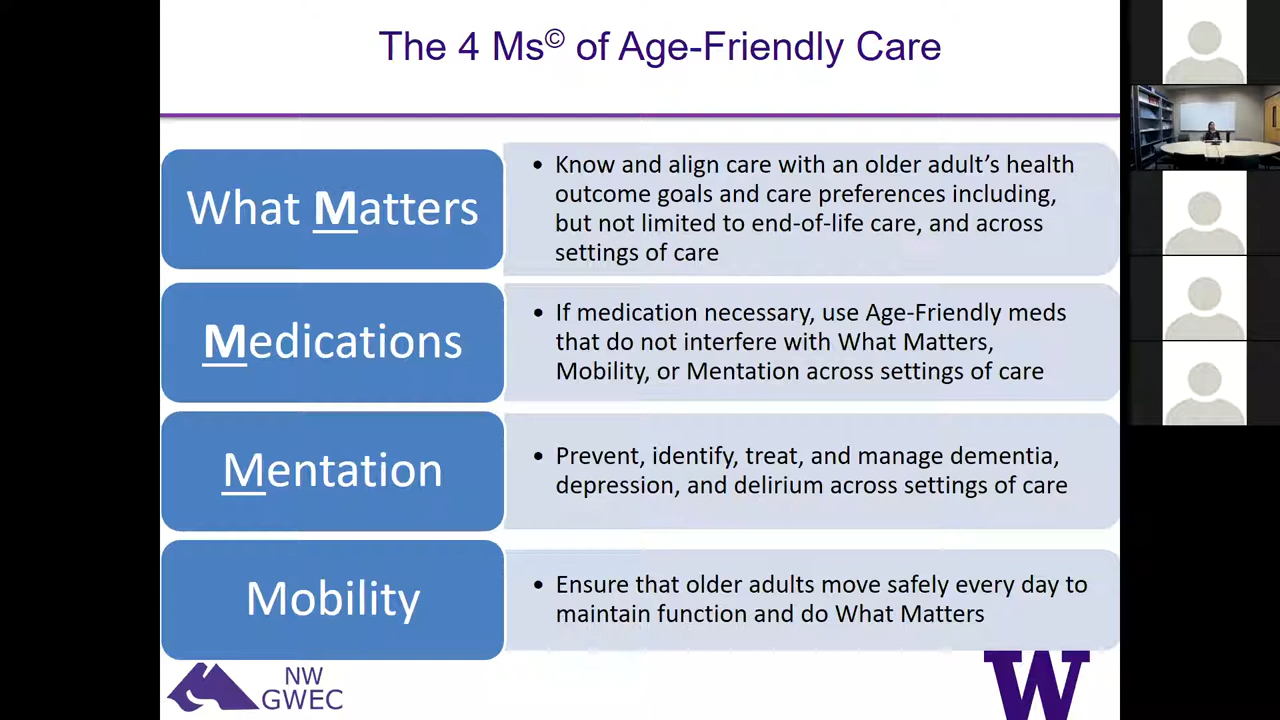 The 4 Ms© of Age-Friendly Care
What Matters
• Know and align care with an older adult’s health
outcome goals and care preferences including,
but not limited to end-of-life care, and across
settings of care
Medications
• If medication necessary, use Age-Friendly meds
that do not interfere with What Matters,
Mobility, or Mentation across settings of care
Mentation
• Prevent, identify, treat, and manage dementia,
depression, and delirium across settings of care
Mobility
• Ensure that older adults move safely every day to
maintain function and do What Matters
NW
GWEC
W